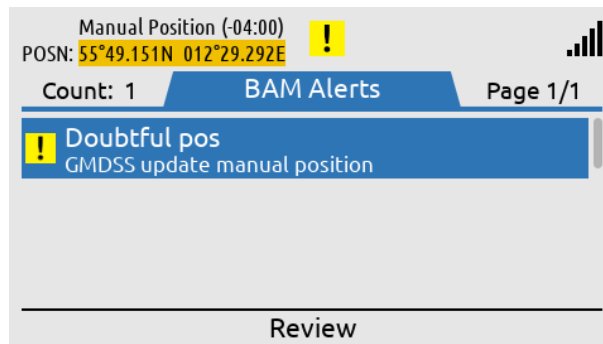 Manual Position (-04:00)
POSN: 55°49.151N 012°29.292E
!
Count: 1
BAM Alerts
Page 1/1
!
Doubtful pos
GMDSS update manual position
Review